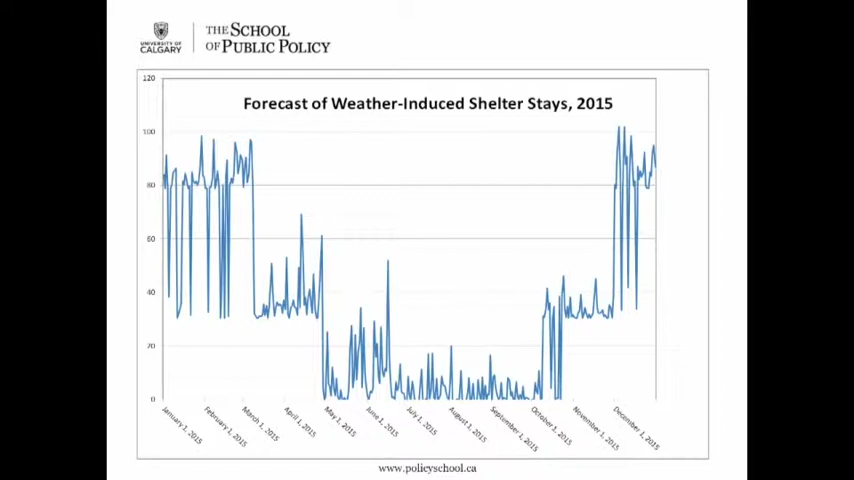 UNIVERSITY OF
CALGARY
THE SCHOOL
OF PUBLIC POLICY
Forecast of Weather-Induced Shelter Stays, 2015
120
100
80
60
40
20
0
January 1, 2015
February 1, 2015
March 1, 2015
April 1, 2015
May 1, 2015
June 1, 2015
July 1, 2015
August 1, 2015
September 1, 2015
October 1, 2015
November 1, 2015
December 1, 2015
www.policyschool.ca